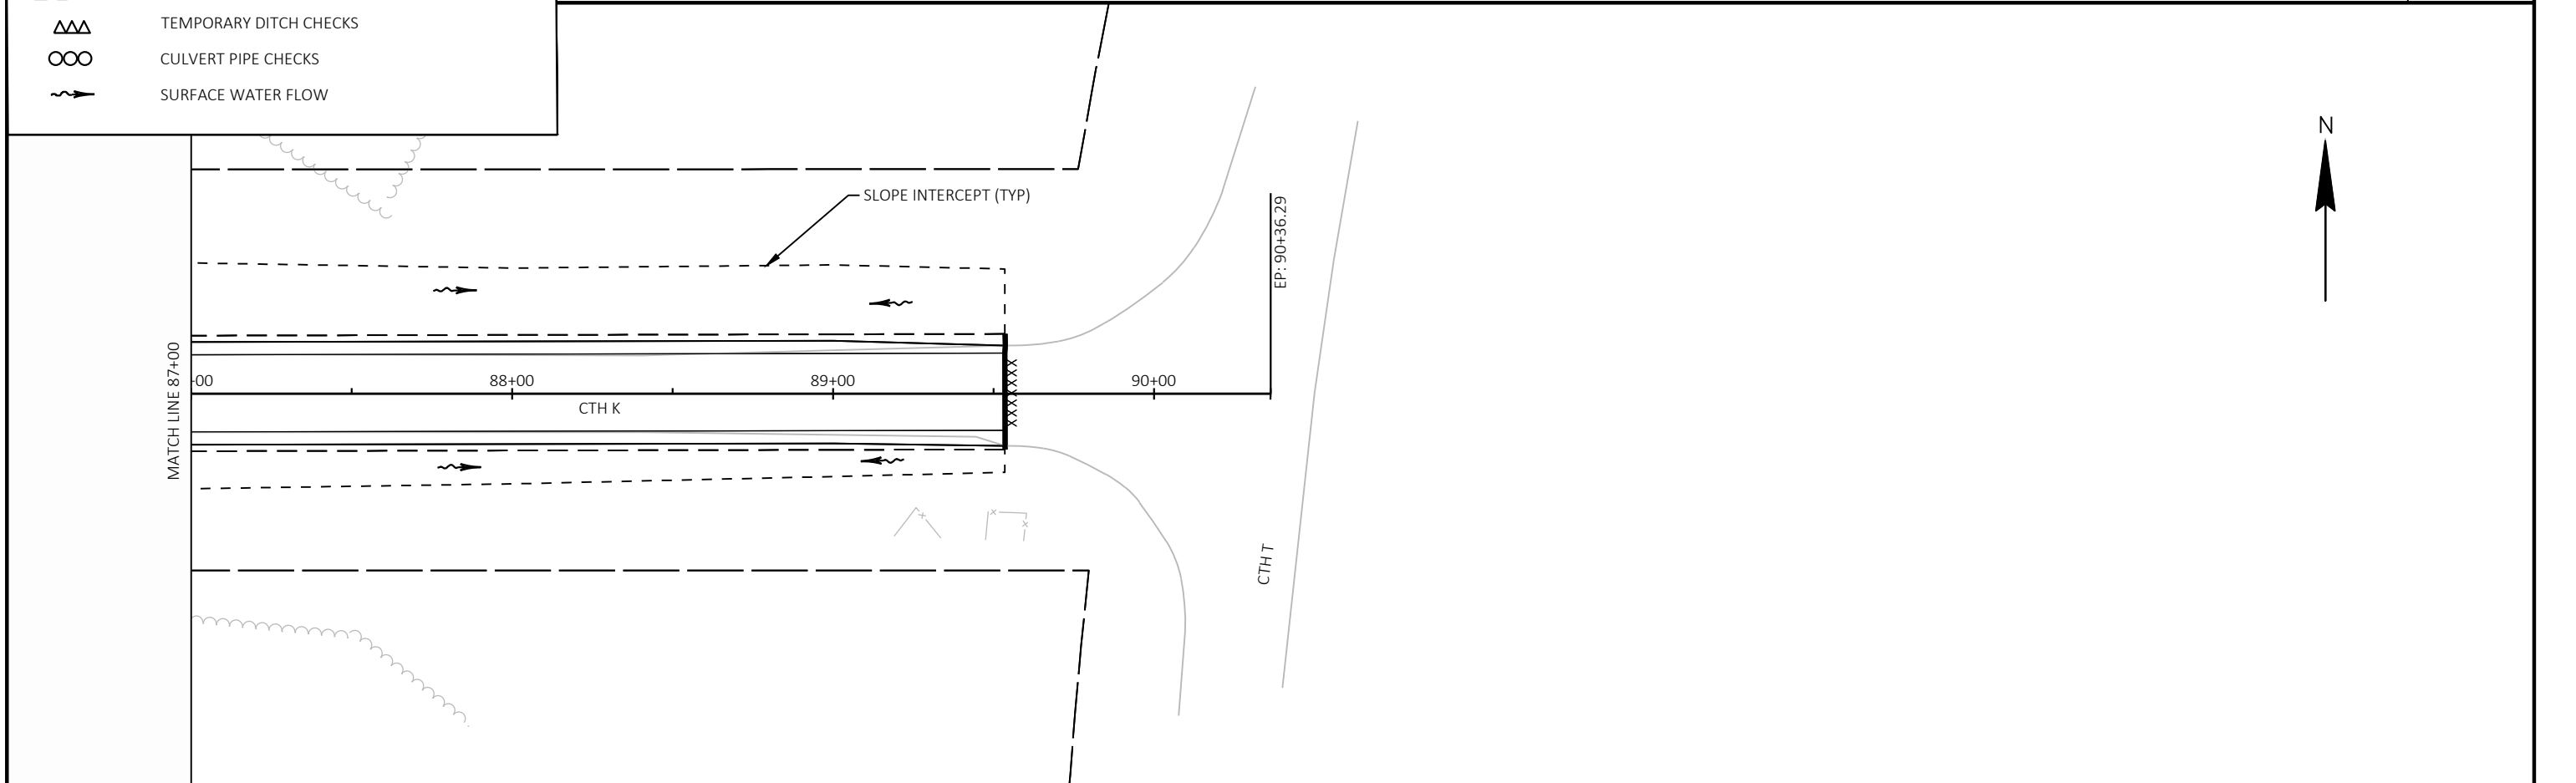 TEMPORARY DITCH CHECKS
CULVERT PIPE CHECKS
SURFACE WATER FLOW
N
SLOPE INTERCEPT (TYP)
EP: 90+36.29
MATCH LINE 87+00
-00
88+00
89+00
90+00
XXXXXXX
CTH K
CTH T